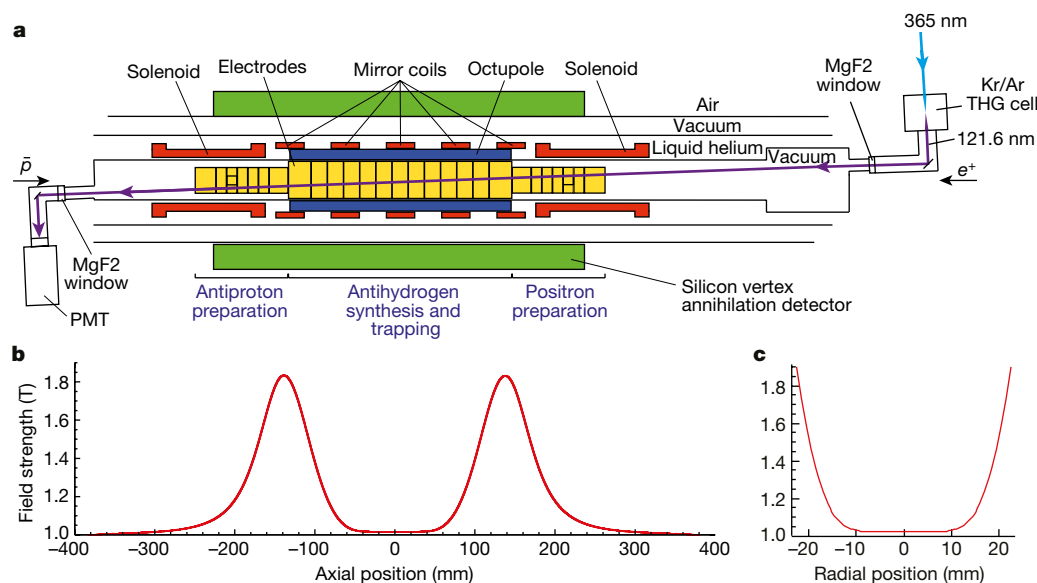 a
365 nm
Solenoid
Electrodes
Mirror coils
Octupole
Solenoid
MgF2
window
Kr/Ar
THG cell
Air
Vacuum
Liquid helium
121.6 nm
Vacuum
p̄
e⁺
MgF2
window
PMT
Antiproton
preparation
Antihydrogen
synthesis and
trapping
Positron
preparation
Silicon vertex
annihilation detector
b
Field strength (T)
1.8
1.6
1.4
1.2
1.0
−400 −300 −200 −100 0 100 200 300 400
Axial position (mm)
c
1.8
1.6
1.4
1.2
1.0
−20 −10 0 10 20
Radial position (mm)